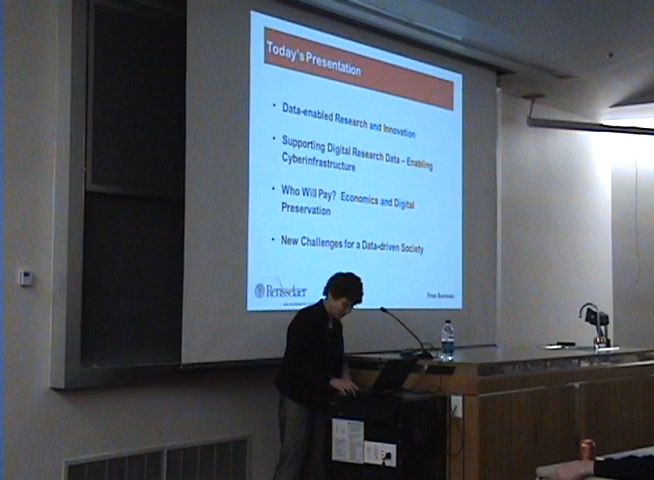 Today's Presentation
• Data-enabled Research and Innovation
• Supporting Digital Research Data – Enabling
Cyberinfrastructure
• Who Will Pay? Economics and Digital
Preservation
• New Challenges for a Data-driven Society
Rensselaer